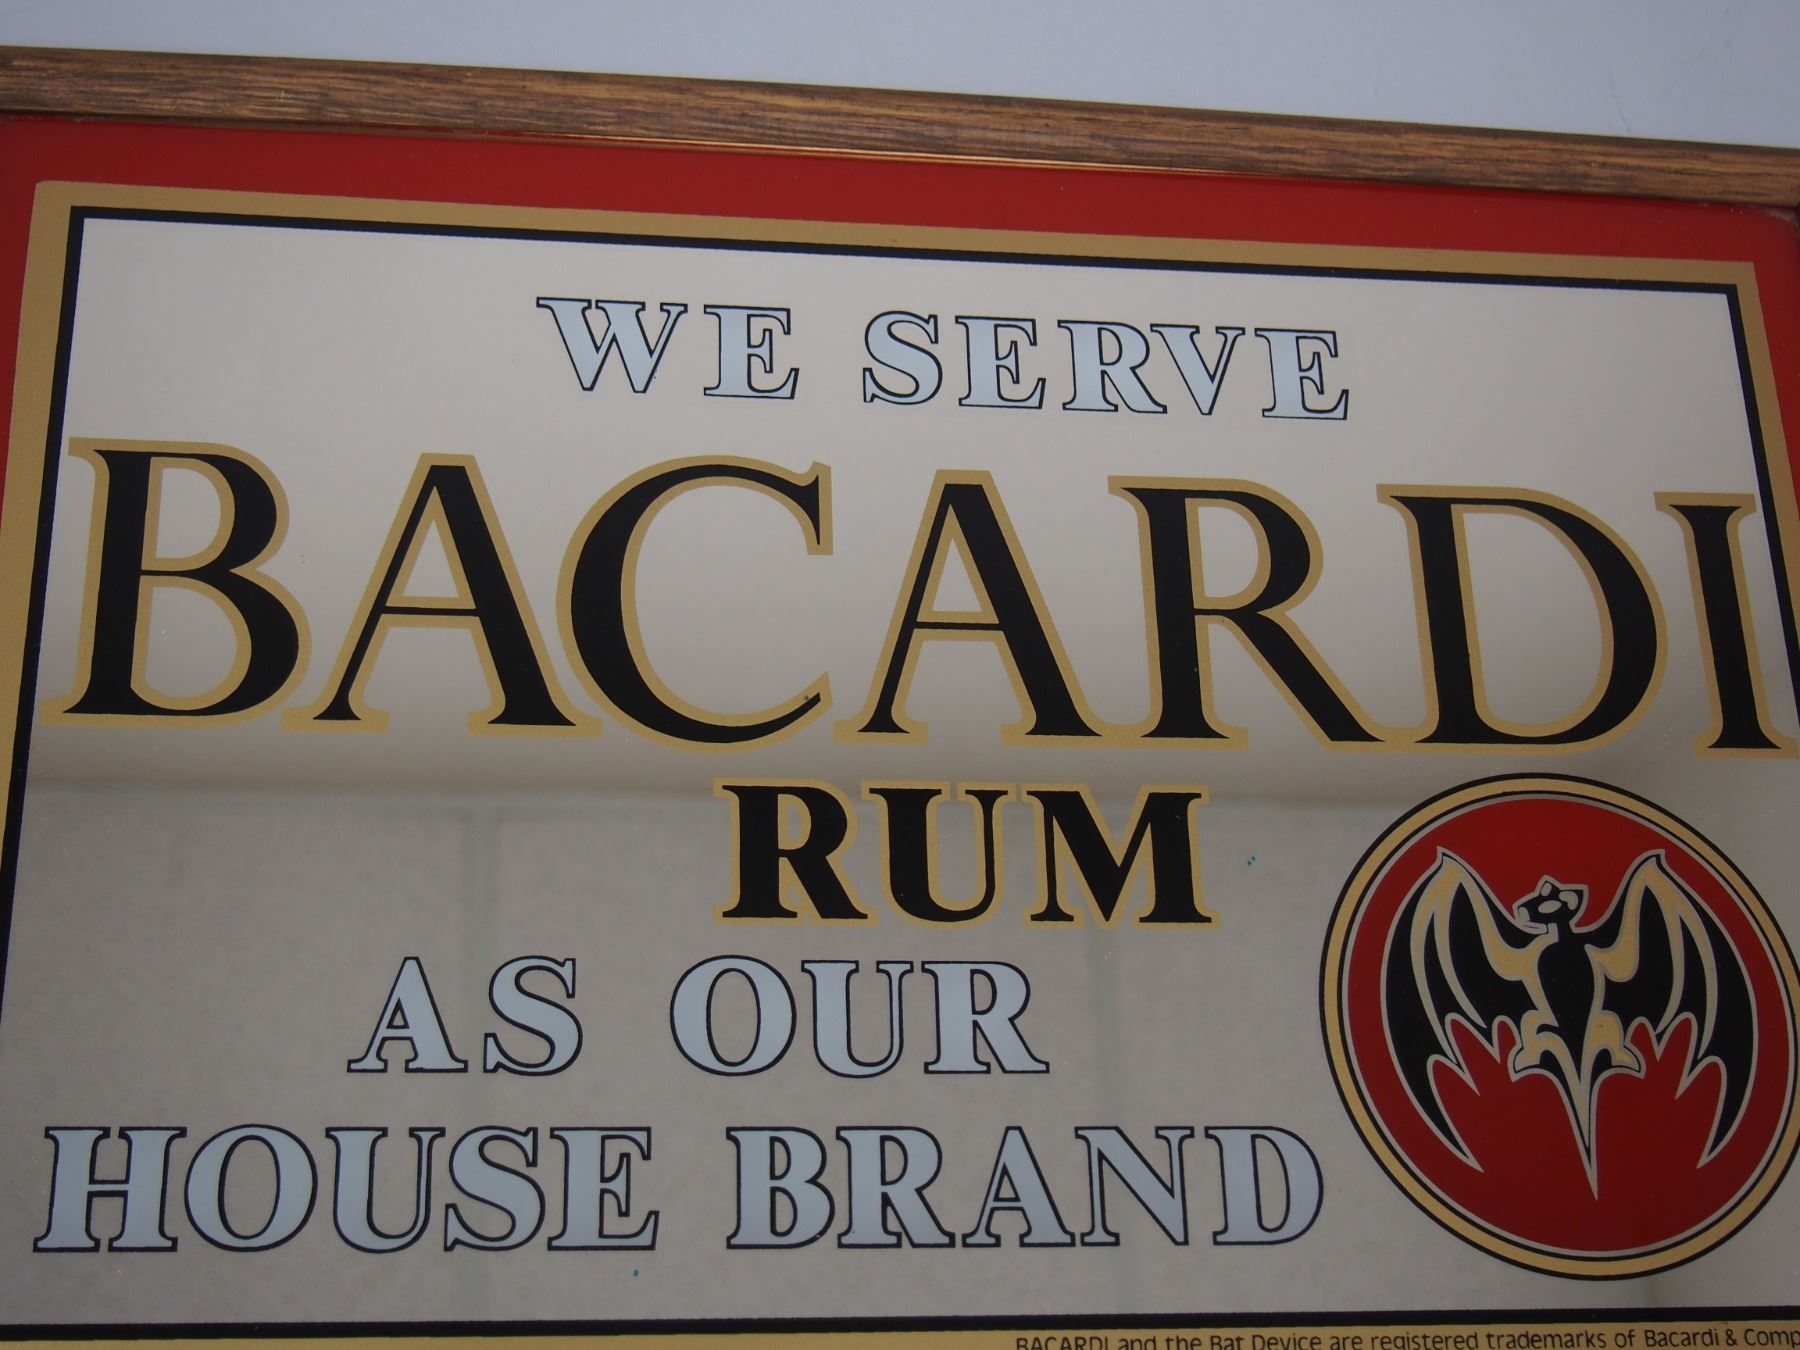 WE SERVE
BACARDI
RUM
AS OUR
HOUSE BRAND
BACARDI and the Bat Device are registered trademarks of Bacardi & Comp